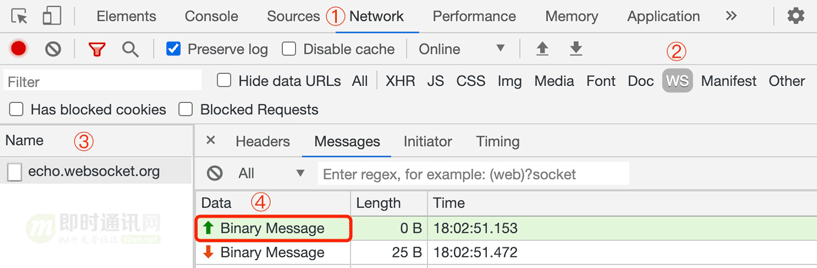 Elements Console Sources ① Network Performance Memory Application »
Preserve log Disable cache Online ▼
②
Filter Hide data URLs All XHR JS CSS Img Media Font Doc WS Manifest Other
Has blocked cookies Blocked Requests
Name ③ × Headers Messages Initiator Timing
echo.websocket.org All ▼ Enter regex, for example: (web)?socket
Data ④ Length Time
Binary Message 0 B 18:02:51.153
即时通讯网
Binary Message 25 B 18:02:51.472